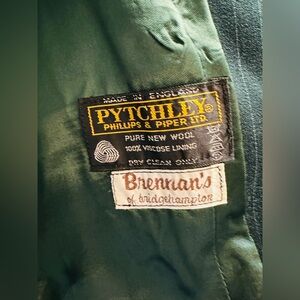 MADE IN ENGLAND
PYTCHLEY®
PHILLIPS & PIPER LTD.
PURE NEW WOOL
100% VISCOSE LINING
DRY CLEAN ONLY
Brennan's
of bridgehampton